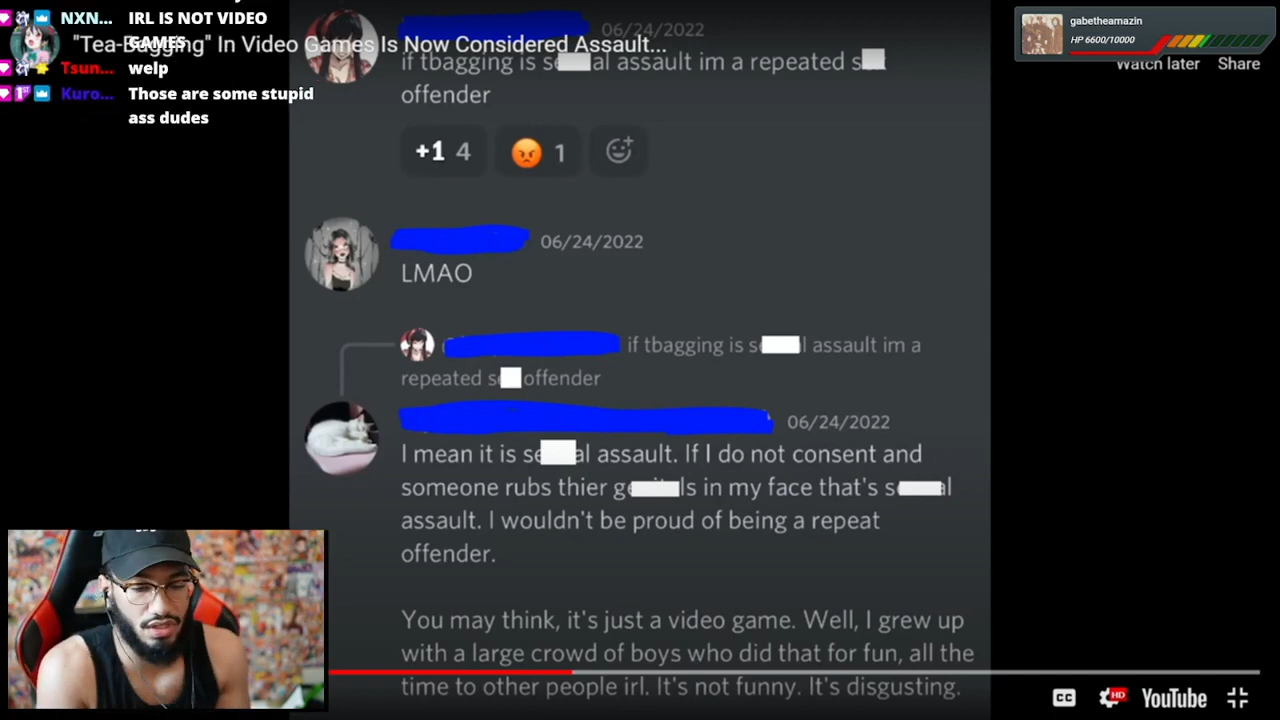 NXN... IRL IS NOT VIDEO
GAMES
Tsun... welp
Kuro... Those are some stupid
ass dudes
"Tea-Bagging" In Video Games Is Now Considered Assault...
gabetheamazin
HP 6600/10000
Watch later Share
06/24/2022
if tbagging is se al assault im a repeated s
offender
+1 4 😡 1
06/24/2022
LMAO
if tbagging is s l assault im a
repeated s offender
06/24/2022
I mean it is se al assault. If I do not consent and
someone rubs thier ge ls in my face that's s l
assault. I wouldn't be proud of being a repeat
offender.
You may think, it's just a video game. Well, I grew up
with a large crowd of boys who did that for fun, all the
time to other people irl. It's not funny. It's disgusting.
CC HD YouTube